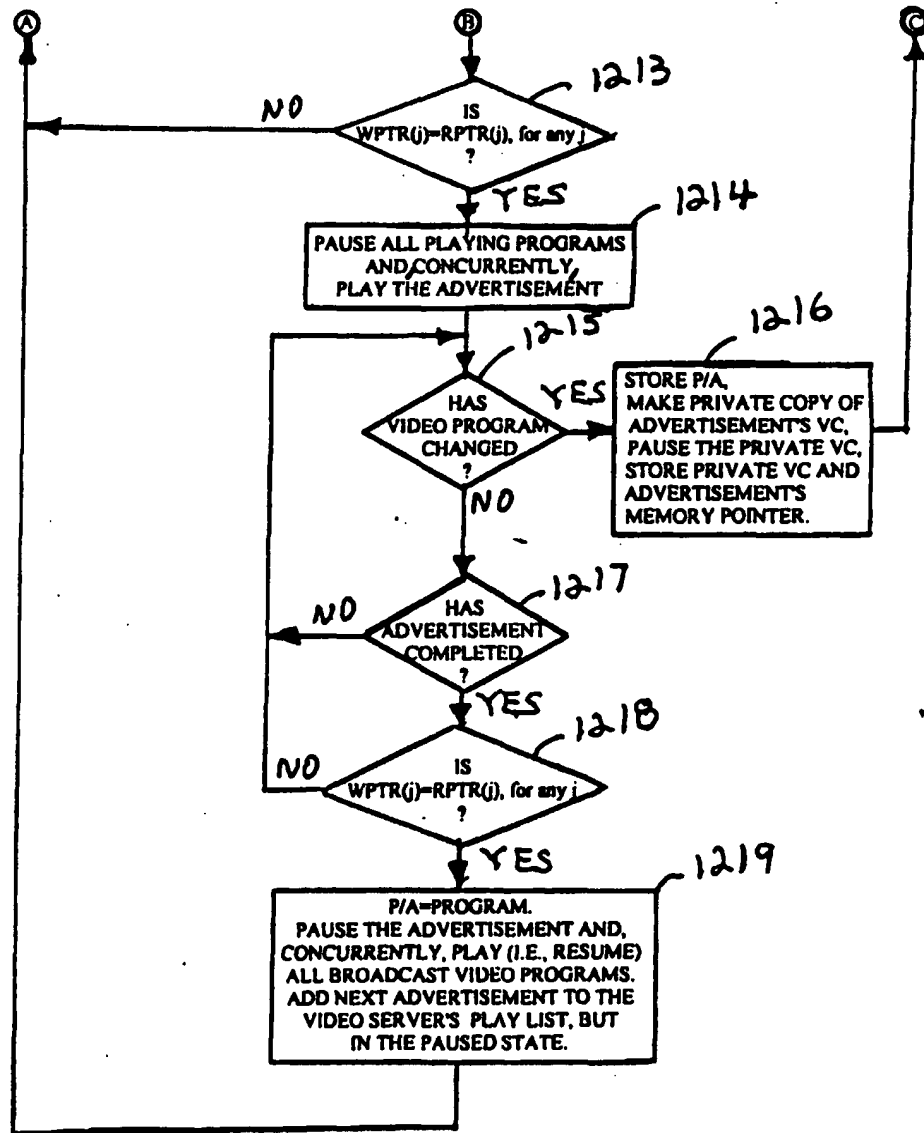 A
B
C
1213
NO
IS
WPTR(j)=RPTR(j), for any j
?
YES
1214
PAUSE ALL PLAYING PROGRAMS
AND, CONCURRENTLY,
PLAY THE ADVERTISEMENT
1215
1216
HAS
VIDEO PROGRAM
CHANGED
?
YES
STORE P/A,
MAKE PRIVATE COPY OF
ADVERTISEMENT'S VC,
PAUSE THE PRIVATE VC,
STORE PRIVATE VC AND
ADVERTISEMENT'S
MEMORY POINTER.
NO
1217
NO
HAS
ADVERTISEMENT
COMPLETED
?
YES
1218
NO
IS
WPTR(j)=RPTR(j), for any j
?
YES
1219
P/A=PROGRAM.
PAUSE THE ADVERTISEMENT AND,
CONCURRENTLY, PLAY (I.E., RESUME)
ALL BROADCAST VIDEO PROGRAMS.
ADD NEXT ADVERTISEMENT TO THE
VIDEO SERVER'S PLAY LIST, BUT
IN THE PAUSED STATE.